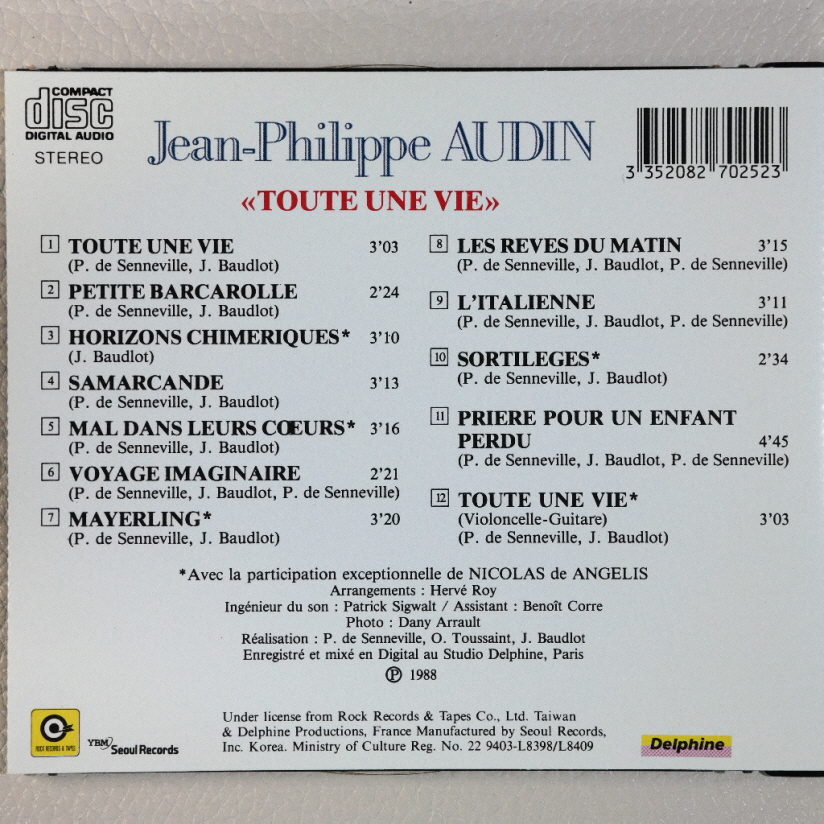 COMPACT
disc
DIGITAL AUDIO
STEREO
Jean-Philippe AUDIN
«TOUTE UNE VIE»
3 352082 702523
1 TOUTE UNE VIE 3'03
(P. de Senneville, J. Baudlot)
2 PETITE BARCAROLLE 2'24
(P. de Senneville, J. Baudlot)
3 HORIZONS CHIMERIQUES* 3'10
(J. Baudlot)
4 SAMARCANDE 3'13
(P. de Senneville, J. Baudlot)
5 MAL DANS LEURS CŒURS* 3'16
(P. de Senneville, J. Baudlot)
6 VOYAGE IMAGINAIRE 2'21
(P. de Senneville, J. Baudlot, P. de Senneville)
7 MAYERLING* 3'20
(P. de Senneville, J. Baudlot)
8 LES REVES DU MATIN 3'15
(P. de Senneville, J. Baudlot, P. de Senneville)
9 L'ITALIENNE 3'11
(P. de Senneville, J. Baudlot, P. de Senneville)
10 SORTILEGES* 2'34
(P. de Senneville, J. Baudlot)
11 PRIERE POUR UN ENFANT
PERDU 4'45
(P. de Senneville, J. Baudlot, P. de Senneville)
12 TOUTE UNE VIE*
(Violoncelle-Guitare) 3'03
(P. de Senneville, J. Baudlot)
*Avec la participation exceptionnelle de NICOLAS de ANGELIS
Arrangements : Hervé Roy
Ingénieur du son : Patrick Sigwalt / Assistant : Benoît Corre
Photo : Dany Arrault
Réalisation : P. de Senneville, O. Toussaint, J. Baudlot
Enregistré et mixé en Digital au Studio Delphine, Paris
℗ 1988
ROCK RECORDS & TAPES
YBM Seoul Records
Under license from Rock Records & Tapes Co., Ltd. Taiwan
& Delphine Productions, France Manufactured by Seoul Records,
Inc. Korea. Ministry of Culture Reg. No. 22 9403-L8398/L8409
Delphine